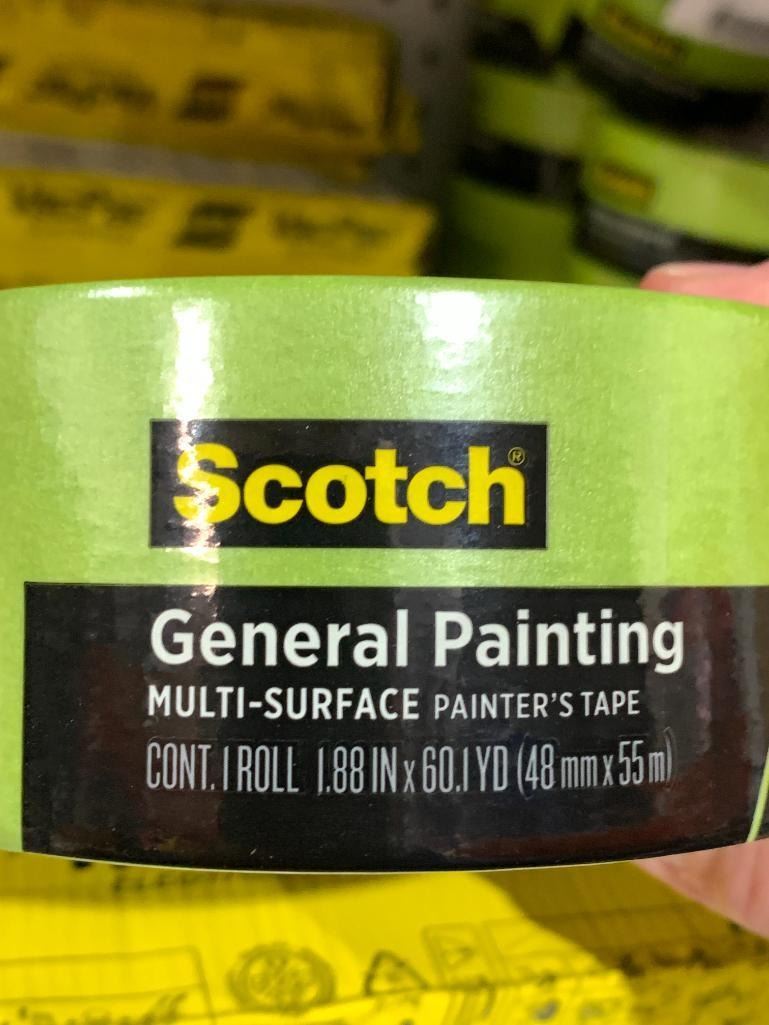 Scotch®
General Painting
MULTI-SURFACE PAINTER'S TAPE
CONT. 1 ROLL 1.88 IN x 60.1 YD (48 mm x 55 m)